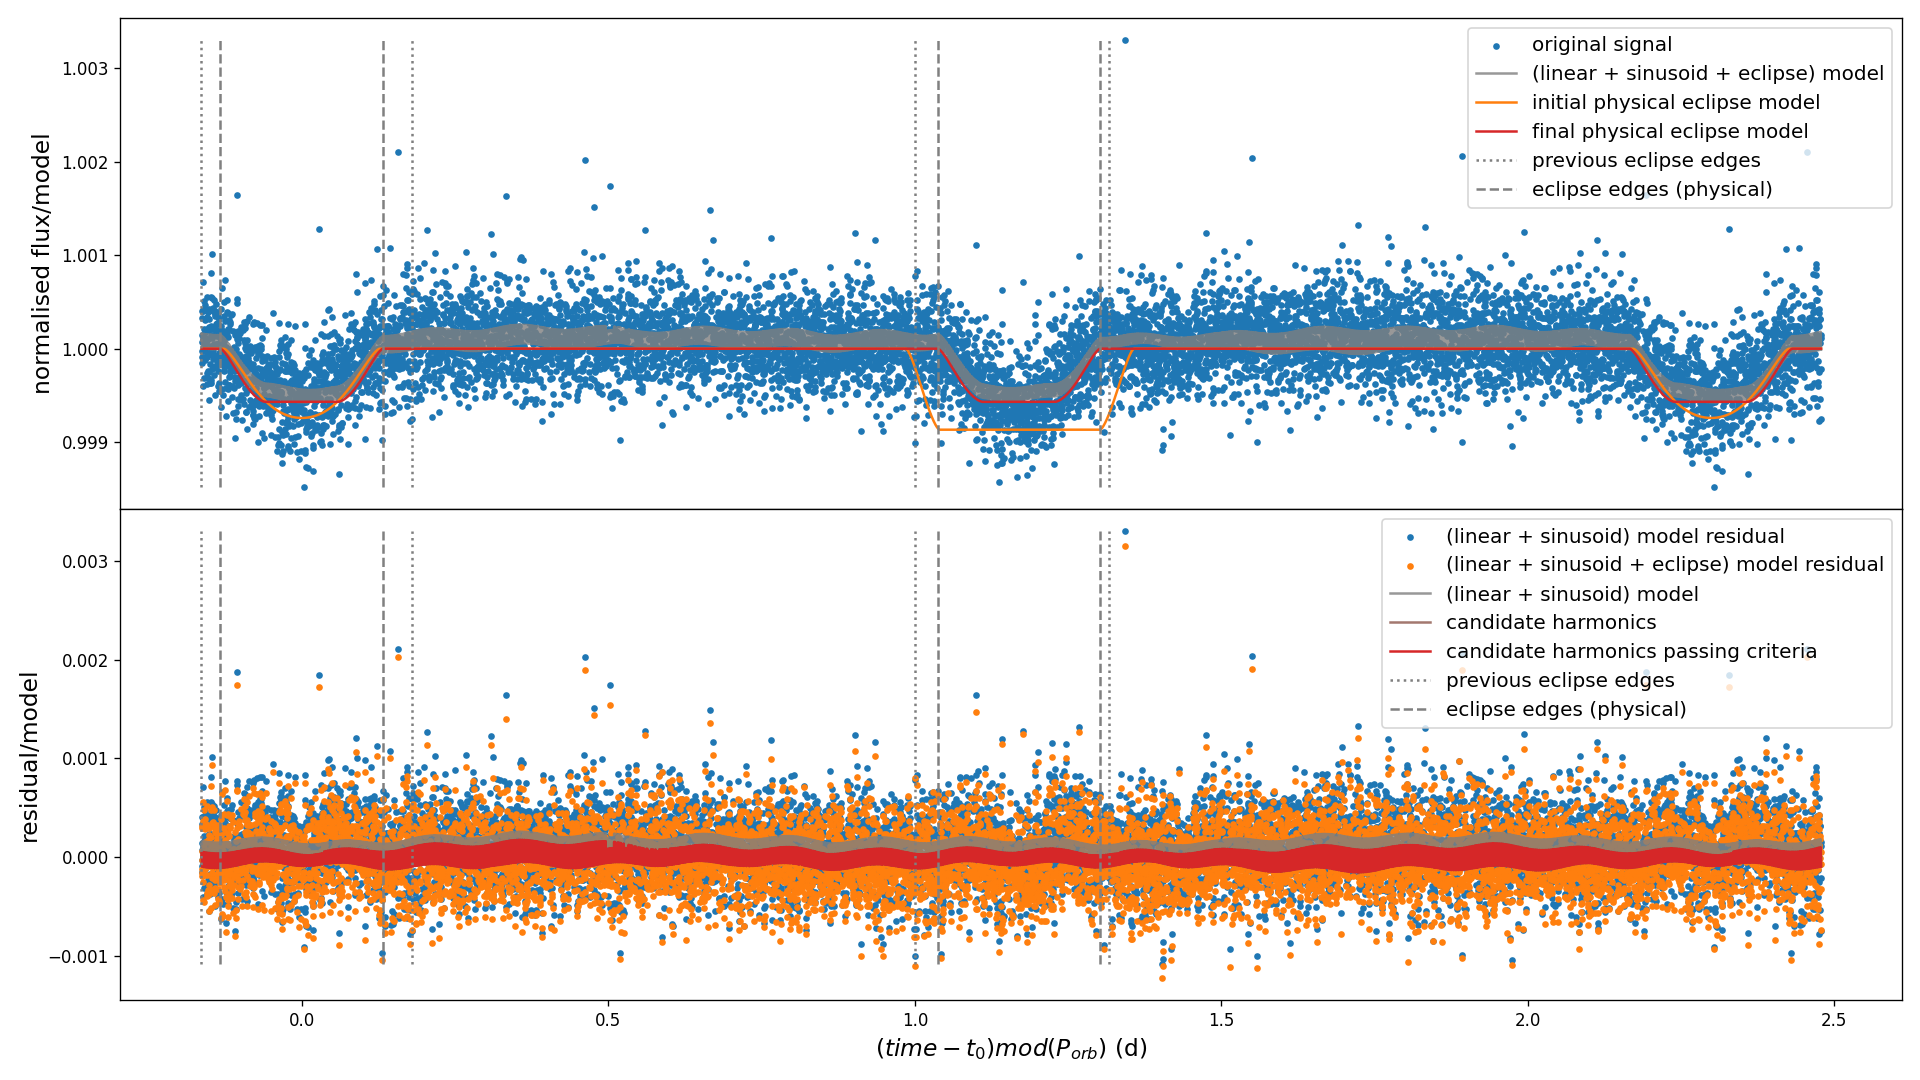 original signal
(linear + sinusoid + eclipse) model
initial physical eclipse model
final physical eclipse model
previous eclipse edges
eclipse edges (physical)
normalised flux/model
1.003
1.002
1.001
1.000
0.999
(linear + sinusoid) model residual
(linear + sinusoid + eclipse) model residual
(linear + sinusoid) model
candidate harmonics
candidate harmonics passing criteria
previous eclipse edges
eclipse edges (physical)
residual/model
0.003
0.002
0.001
0.000
−0.001
0.0 0.5 1.0 1.5 2.0 2.5
(time − t₀)mod(P_orb) (d)